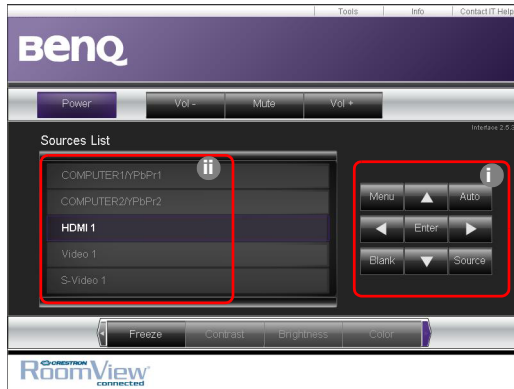 Tools Info Contact IT Help
BenQ
Power Vol - Mute Vol +
Interface 2.5.3
Sources List
ii
i
COMPUTER1/YPbPr1
COMPUTER2/YPbPr2
HDMI 1
Video 1
S-Video 1
Menu Auto
Enter
Blank Source
Freeze Contrast Brightness Color
CRESTRON
RoomView
connected